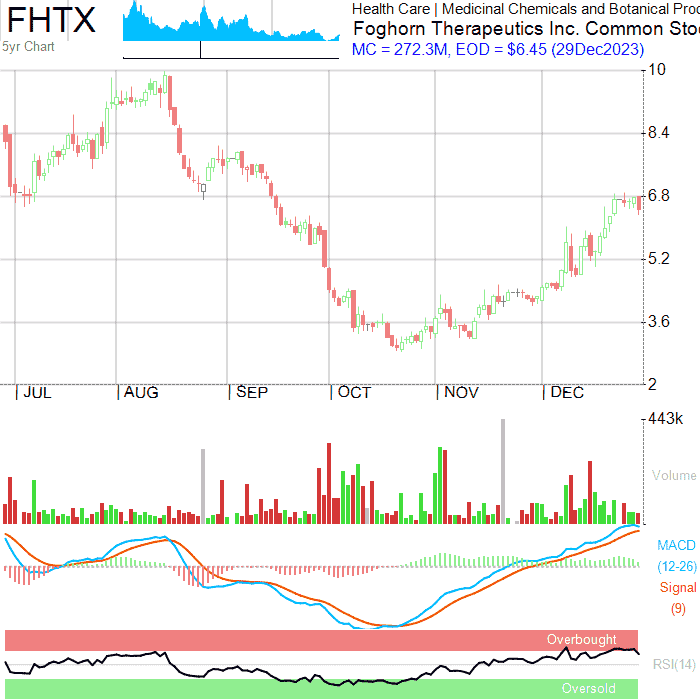 FHTX
5yr Chart
Health Care | Medicinal Chemicals and Botanical Prod
Foghorn Therapeutics Inc. Common Stoc
MC = 272.3M, EOD = $6.45 (29Dec2023)
10
8.4
6.8
5.2
3.6
2
JUL AUG SEP OCT NOV DEC
443k
Volume
MACD
(12-26)
Signal
(9)
Overbought
RSI(14)
Oversold